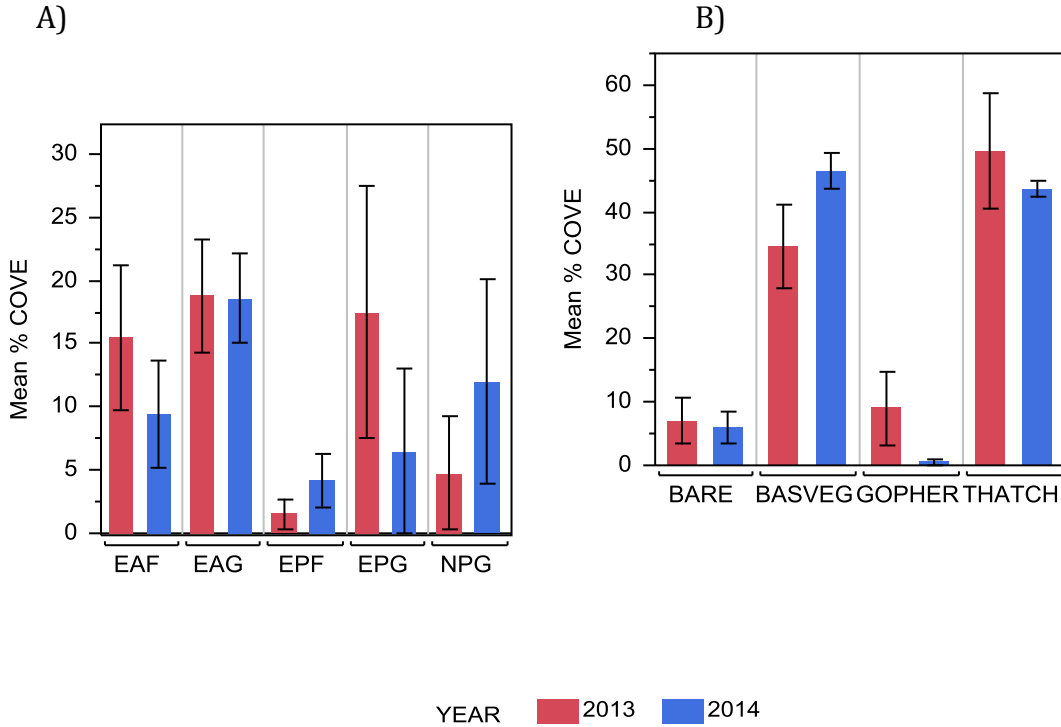 A)
Mean % COVE
30
25
20
15
10
5
0
EAF EAG EPF EPG NPG
B)
Mean % COVE
60
50
40
30
20
10
0
BARE BASVEG GOPHER THATCH
YEAR 2013 2014